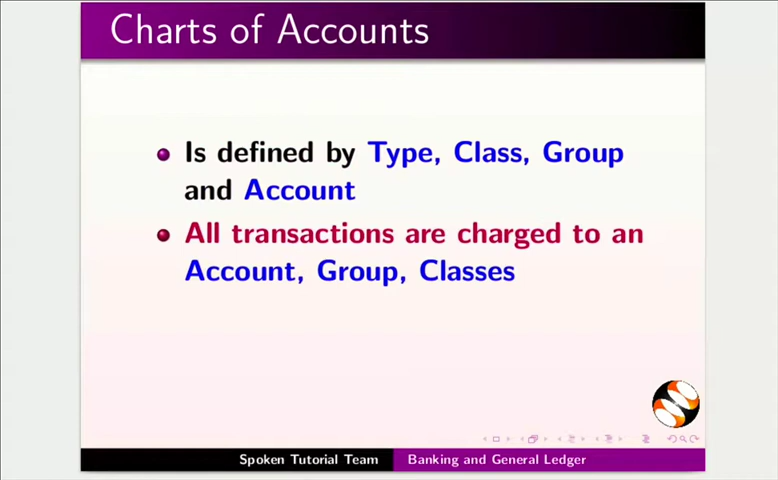 Charts of Accounts
Is defined by Type, Class, Group
and Account
All transactions are charged to an
Account, Group, Classes
Spoken Tutorial Team
Banking and General Ledger